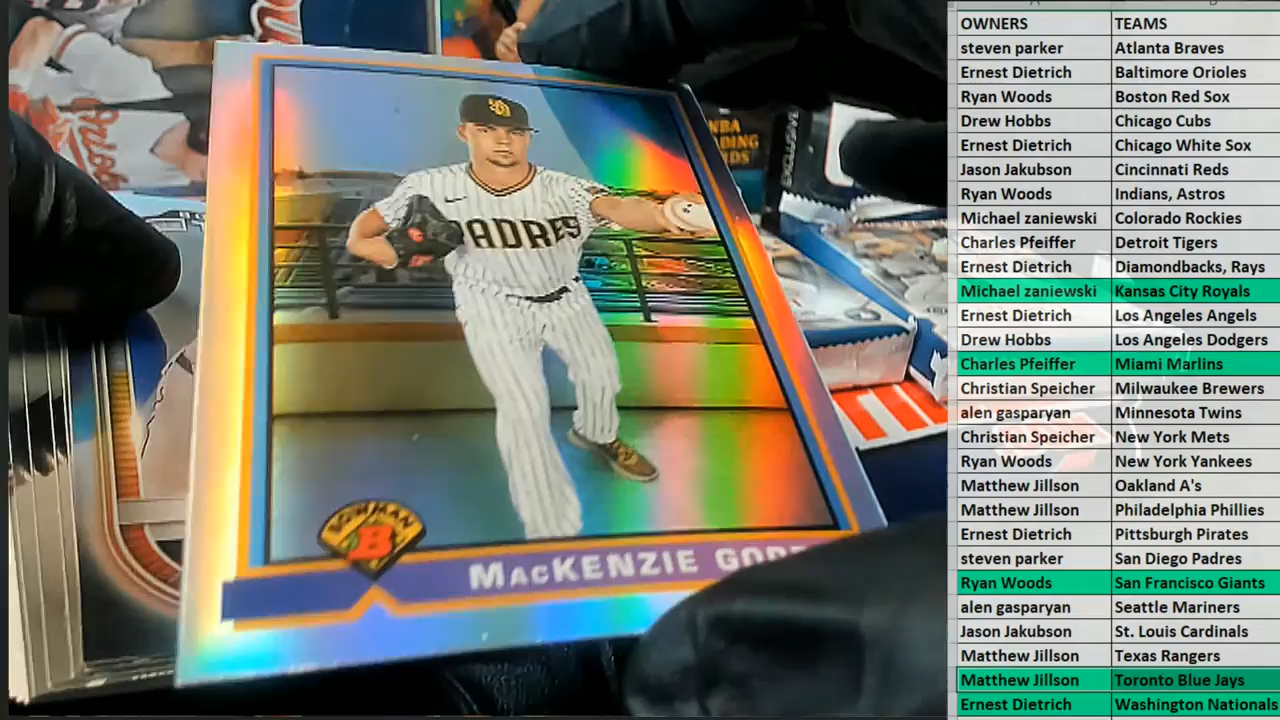 OWNERS TEAMS
steven parker Atlanta Braves
Ernest Dietrich Baltimore Orioles
Ryan Woods Boston Red Sox
Drew Hobbs Chicago Cubs
Ernest Dietrich Chicago White Sox
Jason Jakubson Cincinnati Reds
Ryan Woods Indians, Astros
Michael zaniewski Colorado Rockies
Charles Pfeiffer Detroit Tigers
Ernest Dietrich Diamondbacks, Rays
Michael zaniewski Kansas City Royals
Ernest Dietrich Los Angeles Angels
Drew Hobbs Los Angeles Dodgers
Charles Pfeiffer Miami Marlins
Christian Speicher Milwaukee Brewers
alen gasparyan Minnesota Twins
Christian Speicher New York Mets
Ryan Woods New York Yankees
Matthew Jillson Oakland A's
Matthew Jillson Philadelphia Phillies
Ernest Dietrich Pittsburgh Pirates
steven parker San Diego Padres
Ryan Woods San Francisco Giants
alen gasparyan Seattle Mariners
Jason Jakubson St. Louis Cardinals
Matthew Jillson Texas Rangers
Matthew Jillson Toronto Blue Jays
Ernest Dietrich Washington Nationals
NBA
PADRES
BOWMAN
B
MACKENZIE